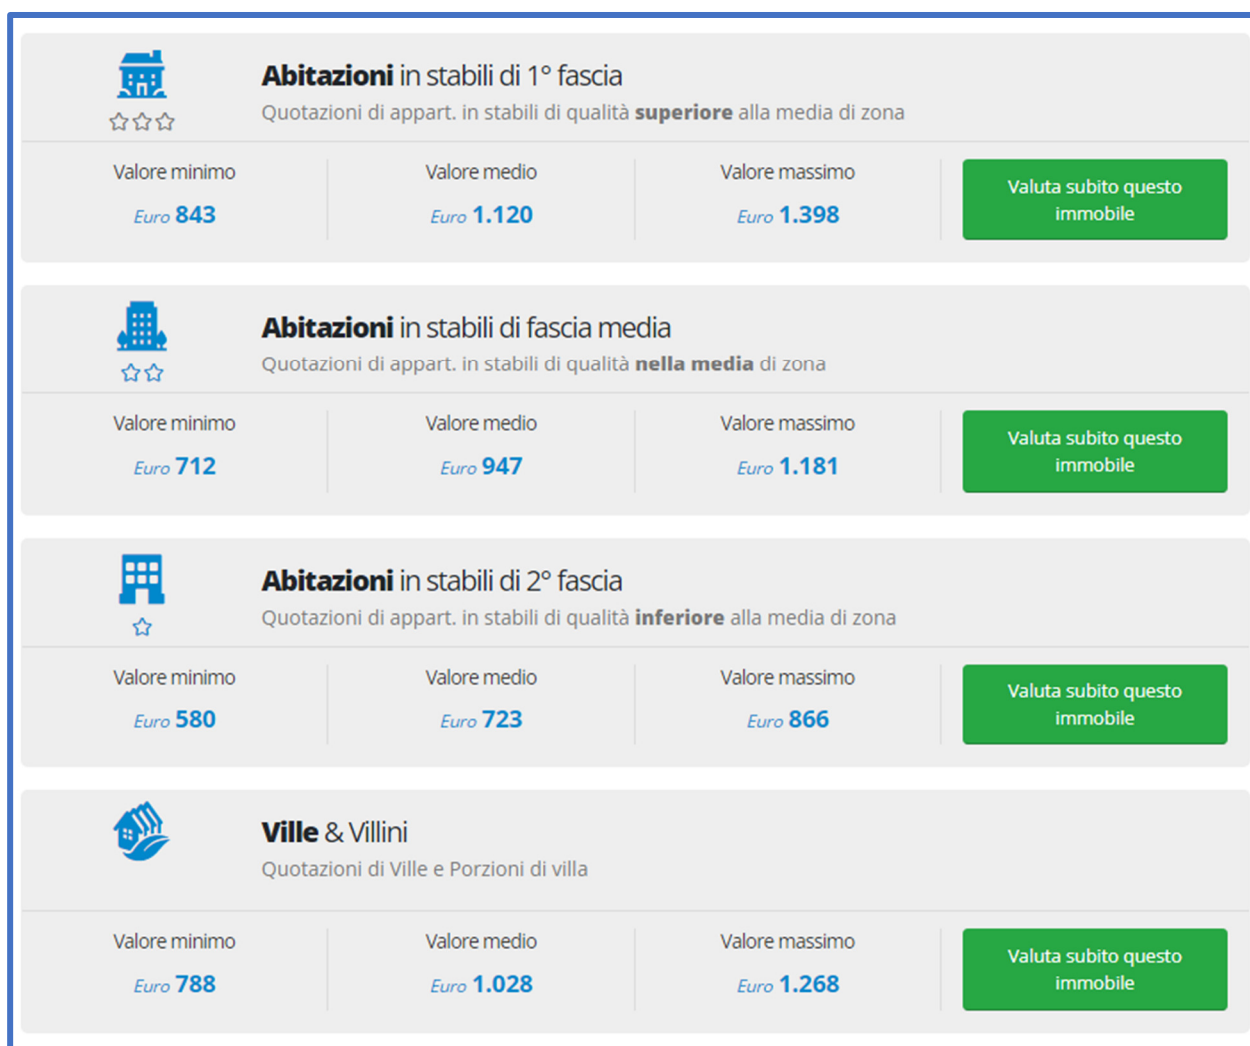 Abitazioni in stabili di 1° fascia
Quotazioni di appart. in stabili di qualità superiore alla media di zona
Valore minimo
Valore medio
Valore massimo
Euro 843
Euro 1.120
Euro 1.398
Valuta subito questo
immobile
Abitazioni in stabili di fascia media
Quotazioni di appart. in stabili di qualità nella media di zona
Valore minimo
Valore medio
Valore massimo
Euro 712
Euro 947
Euro 1.181
Valuta subito questo
immobile
Abitazioni in stabili di 2° fascia
Quotazioni di appart. in stabili di qualità inferiore alla media di zona
Valore minimo
Valore medio
Valore massimo
Euro 580
Euro 723
Euro 866
Valuta subito questo
immobile
Ville & Villini
Quotazioni di Ville e Porzioni di villa
Valore minimo
Valore medio
Valore massimo
Euro 788
Euro 1.028
Euro 1.268
Valuta subito questo
immobile